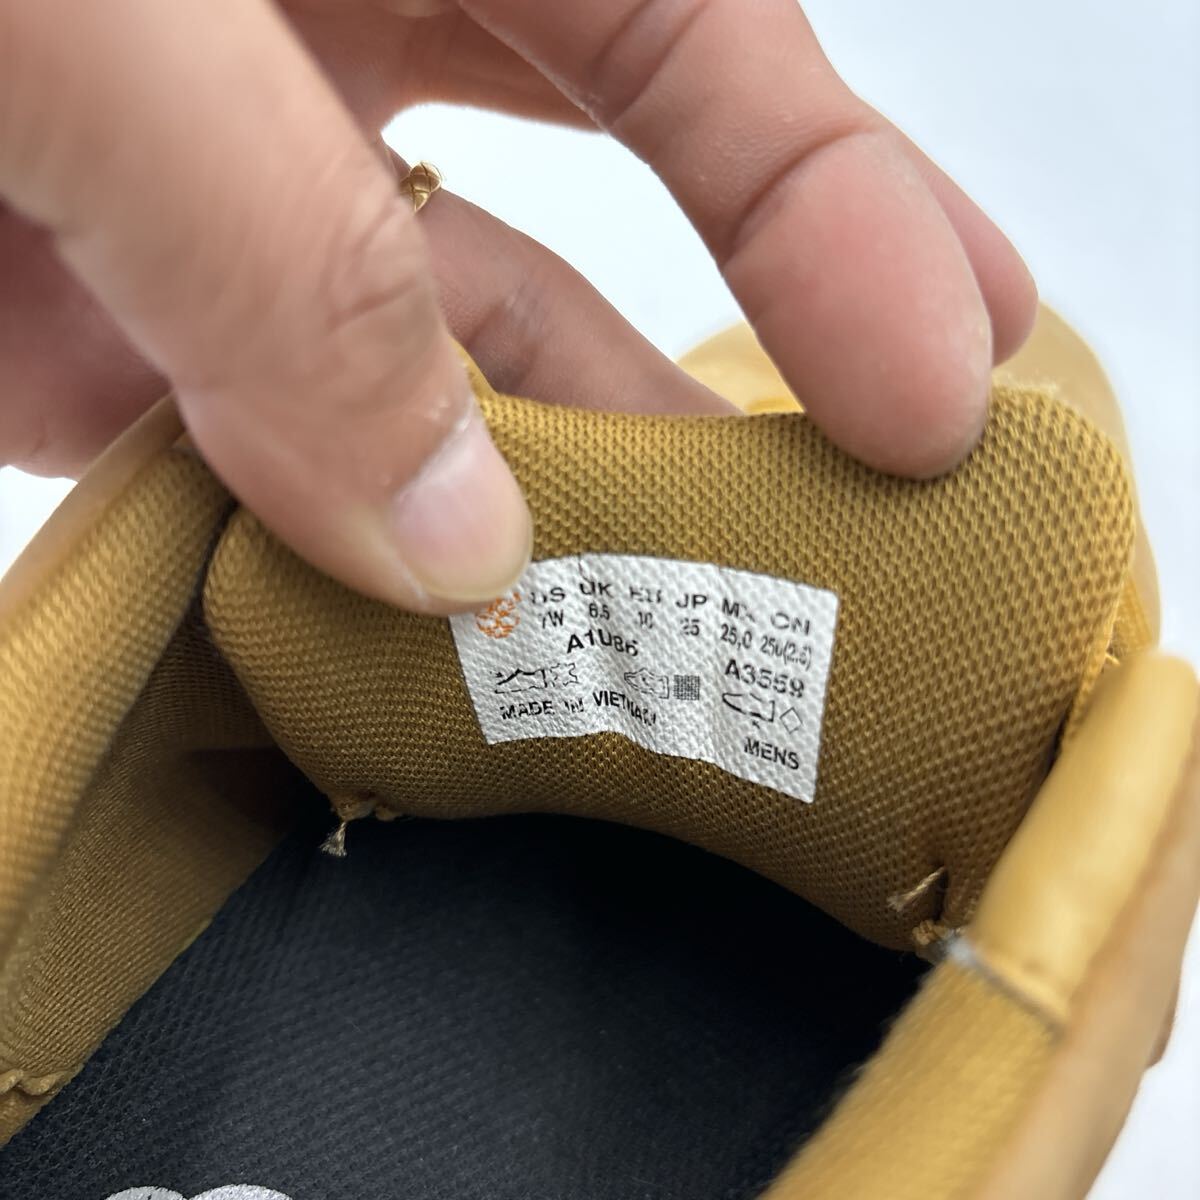 US UK EU JP MX CN
7W 6.5 40 25 25,0 250(2,5)
A1U86
A3559
MADE IN VIETNAM
MENS